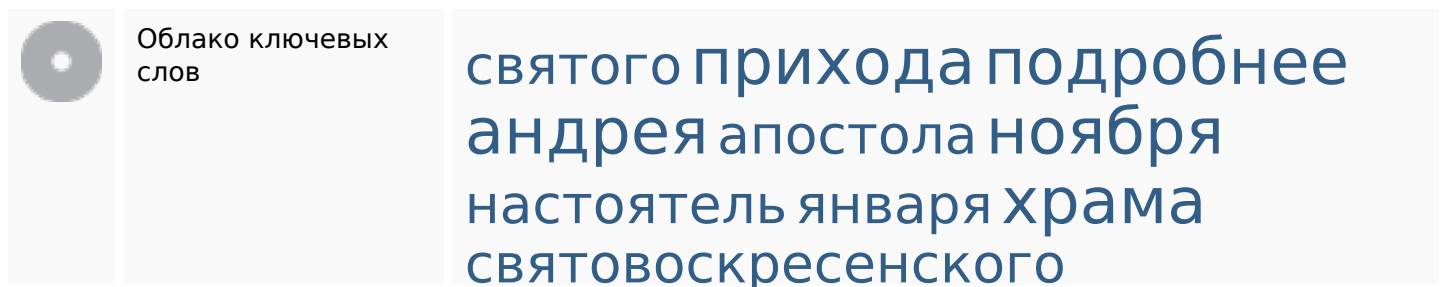 Облако ключевых
слов
святого прихода подробнее
андрея апостола ноября
настоятель января храма
святовоскресенского